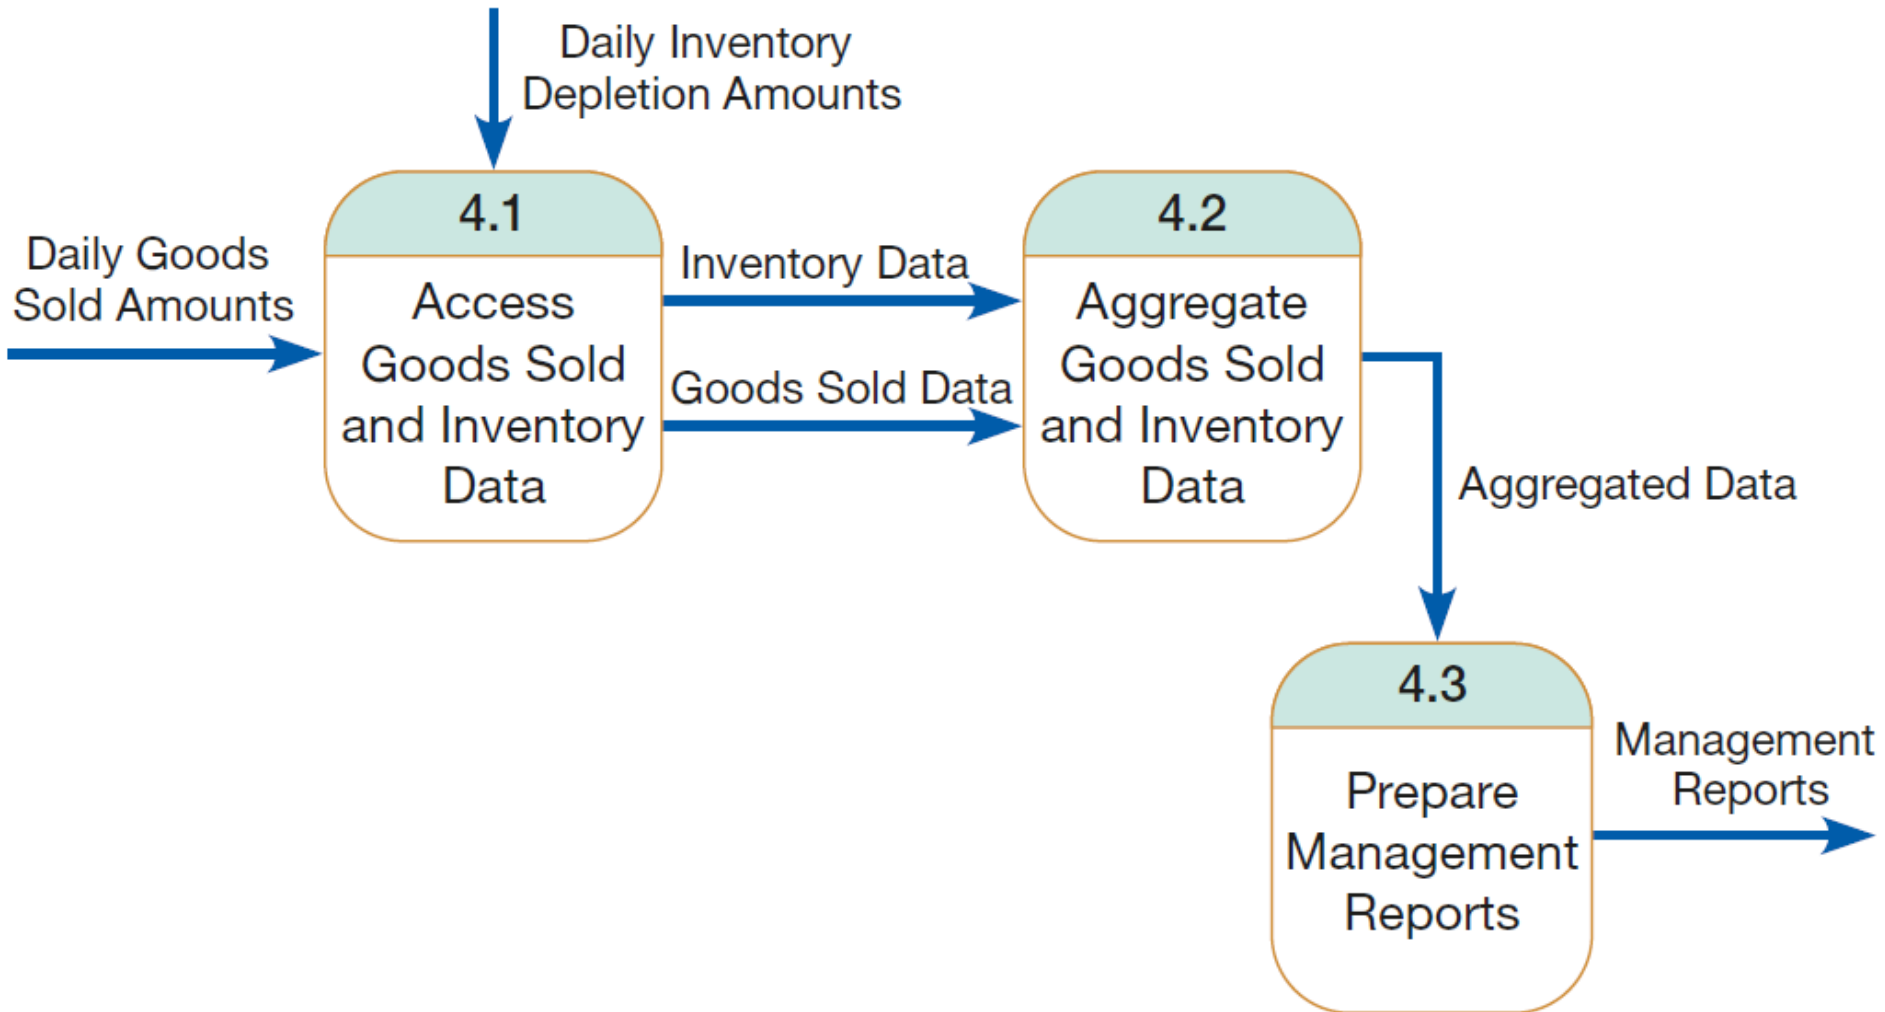 Daily Inventory
Depletion Amounts
Daily Goods
Sold Amounts
4.1
Access
Goods Sold
and Inventory
Data
Inventory Data
Goods Sold Data
4.2
Aggregate
Goods Sold
and Inventory
Data
Aggregated Data
4.3
Prepare
Management
Reports
Management
Reports